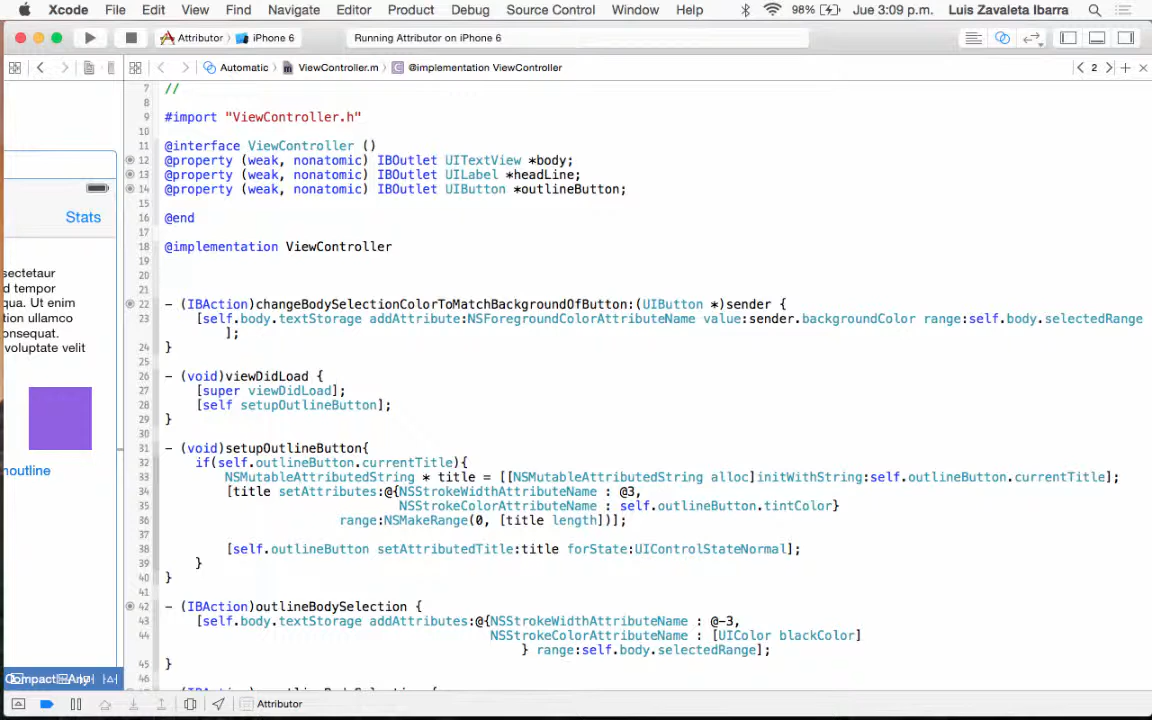 Xcode File Edit View Find Navigate Editor Product Debug Source Control Window Help 98% Jue 3:09 p.m. Luis Zavaleta Ibarra
Attributor iPhone 6 Running Attributor on iPhone 6
Automatic ViewController.m @implementation ViewController 2
7 //
8
9 #import "ViewController.h"
10
11 @interface ViewController ()
12 @property (weak, nonatomic) IBOutlet UITextView *body;
13 @property (weak, nonatomic) IBOutlet UILabel *headLine;
14 @property (weak, nonatomic) IBOutlet UIButton *outlineButton;
15
16 @end
17
18 @implementation ViewController
19
20
21
22 - (IBAction)changeBodySelectionColorToMatchBackgroundOfButton:(UIButton *)sender {
23 [self.body.textStorage addAttribute:NSForegroundColorAttributeName value:sender.backgroundColor range:self.body.selectedRange
];
24 }
25
26 - (void)viewDidLoad {
27 [super viewDidLoad];
28 [self setupOutlineButton];
29 }
30
31 - (void)setupOutlineButton{
32 if(self.outlineButton.currentTitle){
33 NSMutableAttributedString * title = [[NSMutableAttributedString alloc]initWithString:self.outlineButton.currentTitle];
34 [title setAttributes:@{NSStrokeWidthAttributeName : @3,
35 NSStrokeColorAttributeName : self.outlineButton.tintColor}
36 range:NSMakeRange(0, [title length])];
37
38 [self.outlineButton setAttributedTitle:title forState:UIControlStateNormal];
39 }
40 }
41
42 - (IBAction)outlineBodySelection {
43 [self.body.textStorage addAttributes:@{NSStrokeWidthAttributeName : @-3,
44 NSStrokeColorAttributeName : [UIColor blackColor]
} range:self.body.selectedRange];
45 }
Stats
sectetaur
d tempor
qua. Ut enim
tion ullamco
onsequat.
voluptate velit
noutline
Attributor